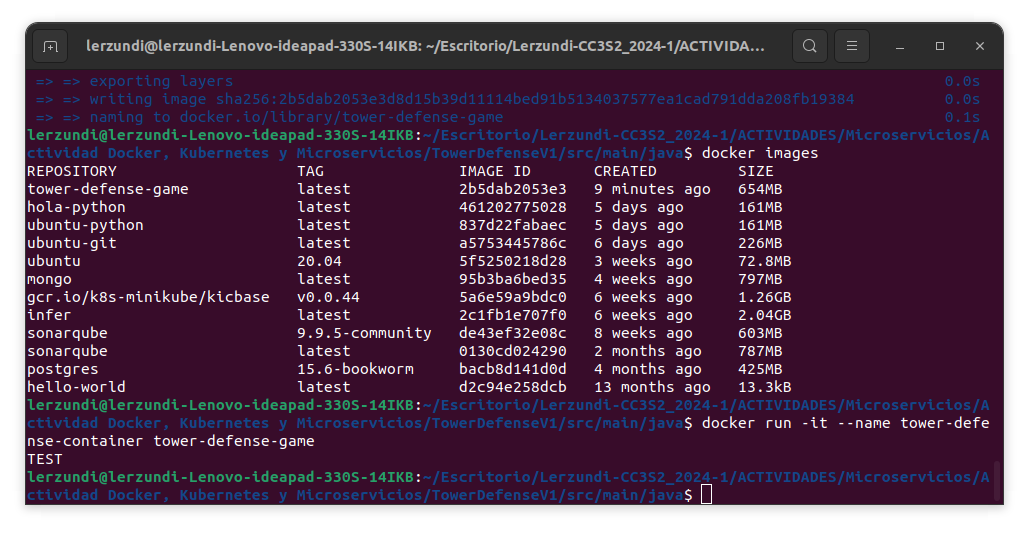 lerzundi@lerzundi-Lenovo-ideapad-330S-14IKB: ~/Escritorio/Lerzundi-CC3S2_2024-1/ACTIVIDA...
=> => exporting layers 0.0s
=> => writing image sha256:2b5dab2053e3d8d15b39d11114bed91b5134037577ea1cad791dda208fb19384 0.0s
=> => naming to docker.io/library/tower-defense-game 0.1s
lerzundi@lerzundi-Lenovo-ideapad-330S-14IKB:~/Escritorio/Lerzundi-CC3S2_2024-1/ACTIVIDADES/Microservicios/A
ctividad Docker, Kubernetes y Microservicios/TowerDefenseV1/src/main/java$ docker images
REPOSITORY TAG IMAGE ID CREATED SIZE
tower-defense-game latest 2b5dab2053e3 9 minutes ago 654MB
hola-python latest 461202775028 5 days ago 161MB
ubuntu-python latest 837d22fabaec 5 days ago 161MB
ubuntu-git latest a5753445786c 6 days ago 226MB
ubuntu 20.04 5f5250218d28 3 weeks ago 72.8MB
mongo latest 95b3ba6bed35 4 weeks ago 797MB
gcr.io/k8s-minikube/kicbase v0.0.44 5a6e59a9bdc0 6 weeks ago 1.26GB
infer latest 2c1fb1e707f0 6 weeks ago 2.04GB
sonarqube 9.9.5-community de43ef32e08c 8 weeks ago 603MB
sonarqube latest 0130cd024290 2 months ago 787MB
postgres 15.6-bookworm bacb8d141d0d 4 months ago 425MB
hello-world latest d2c94e258dcb 13 months ago 13.3kB
lerzundi@lerzundi-Lenovo-ideapad-330S-14IKB:~/Escritorio/Lerzundi-CC3S2_2024-1/ACTIVIDADES/Microservicios/A
ctividad Docker, Kubernetes y Microservicios/TowerDefenseV1/src/main/java$ docker run -it --name tower-defe
nse-container tower-defense-game
TEST
lerzundi@lerzundi-Lenovo-ideapad-330S-14IKB:~/Escritorio/Lerzundi-CC3S2_2024-1/ACTIVIDADES/Microservicios/A
ctividad Docker, Kubernetes y Microservicios/TowerDefenseV1/src/main/java$